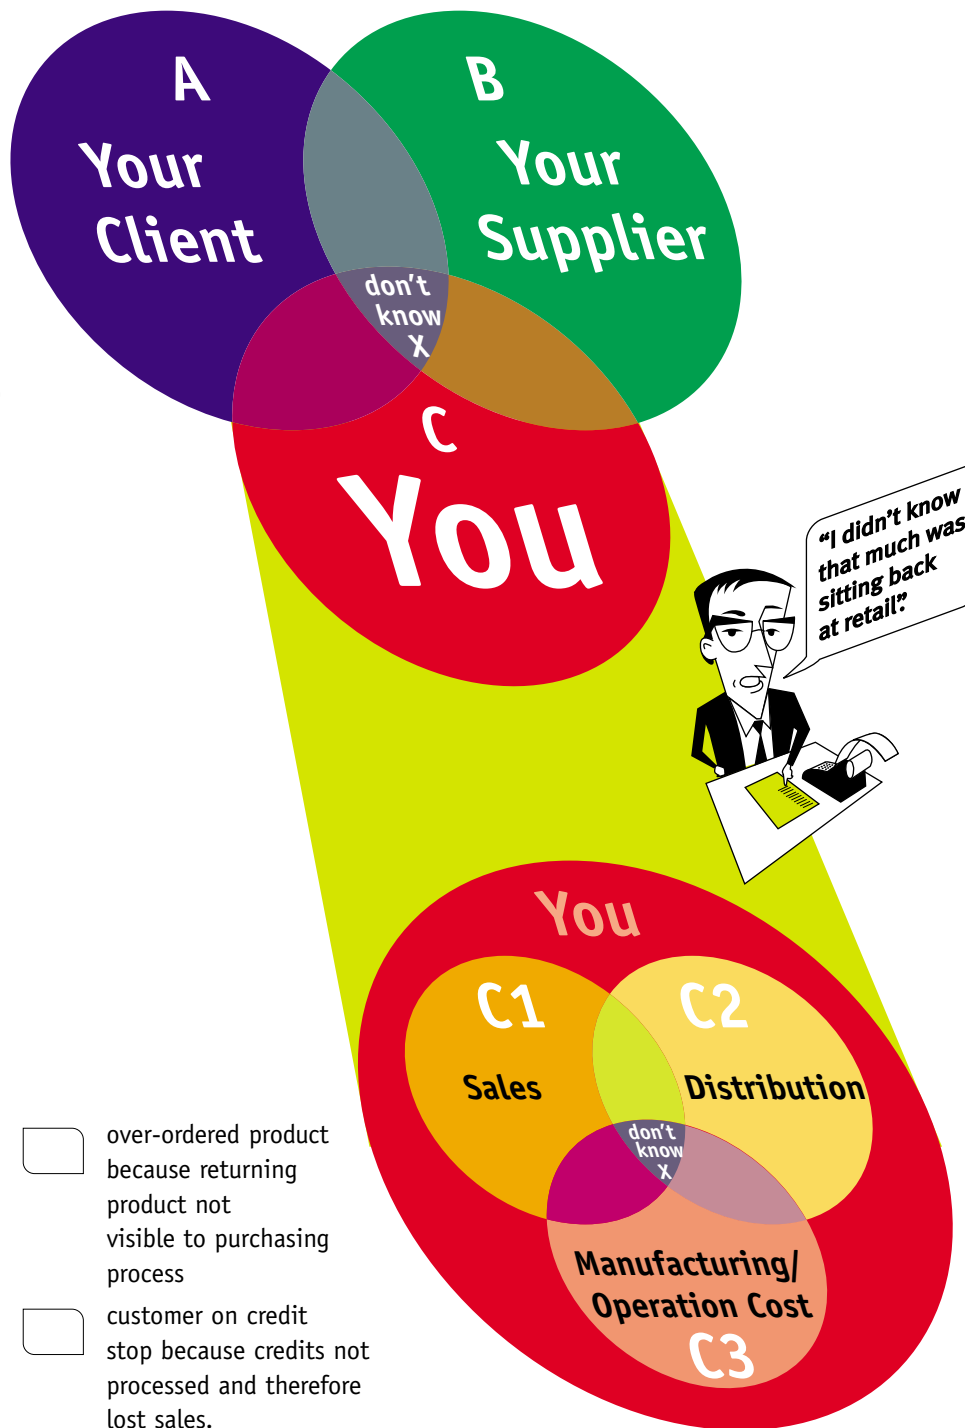 A
Your
Client
B
Your
Supplier
don't
know
X
C
You
“I didn't know
that much was
sitting back
at retail”.
You
C1
Sales
C2
Distribution
don't
know
X
Manufacturing/
Operation Cost
C3
over-ordered product
because returning
product not
visible to purchasing
process
customer on credit
stop because credits not
processed and therefore
lost sales.